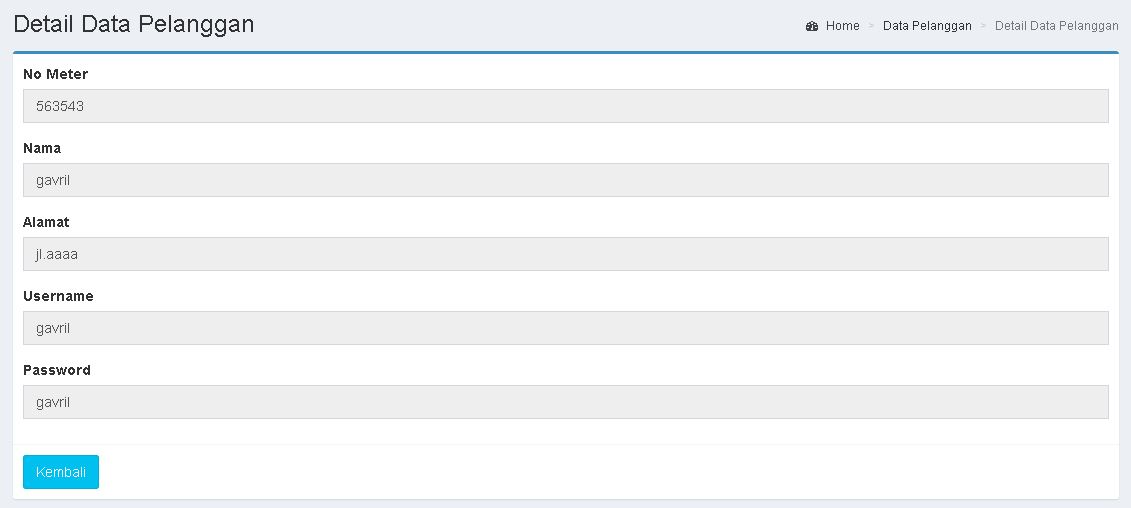 Detail Data Pelanggan
Home > Data Pelanggan > Detail Data Pelanggan
No Meter
563543
Nama
gavril
Alamat
jl.aaaa
Username
gavril
Password
gavril
Kembali